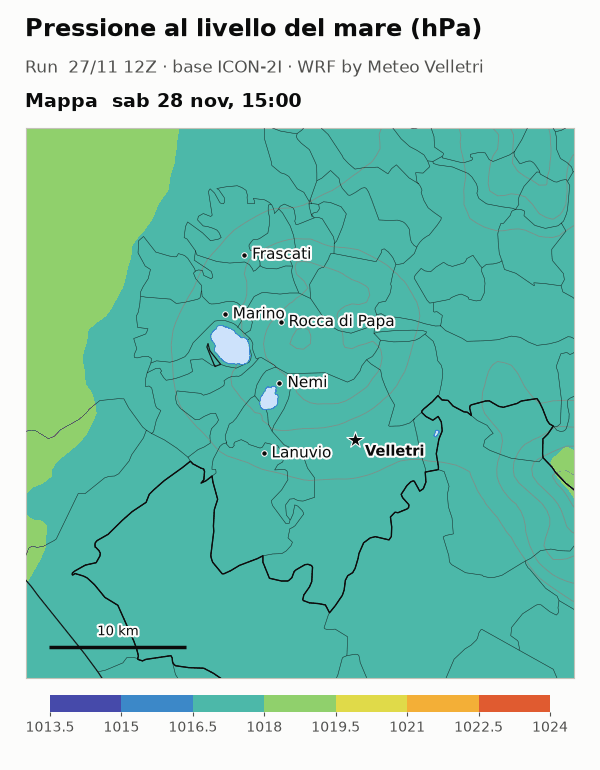 Pressione al livello del mare (hPa)
Run  27/11 12Z · base ICON-2I · WRF by Meteo Velletri
Mappa  sab 28 nov, 15:00
Frascati
Marino
Rocca di Papa
Nemi
Velletri
Lanuvio
10 km
1013.5 1015 1016.5 1018 1019.5 1021 1022.5 1024